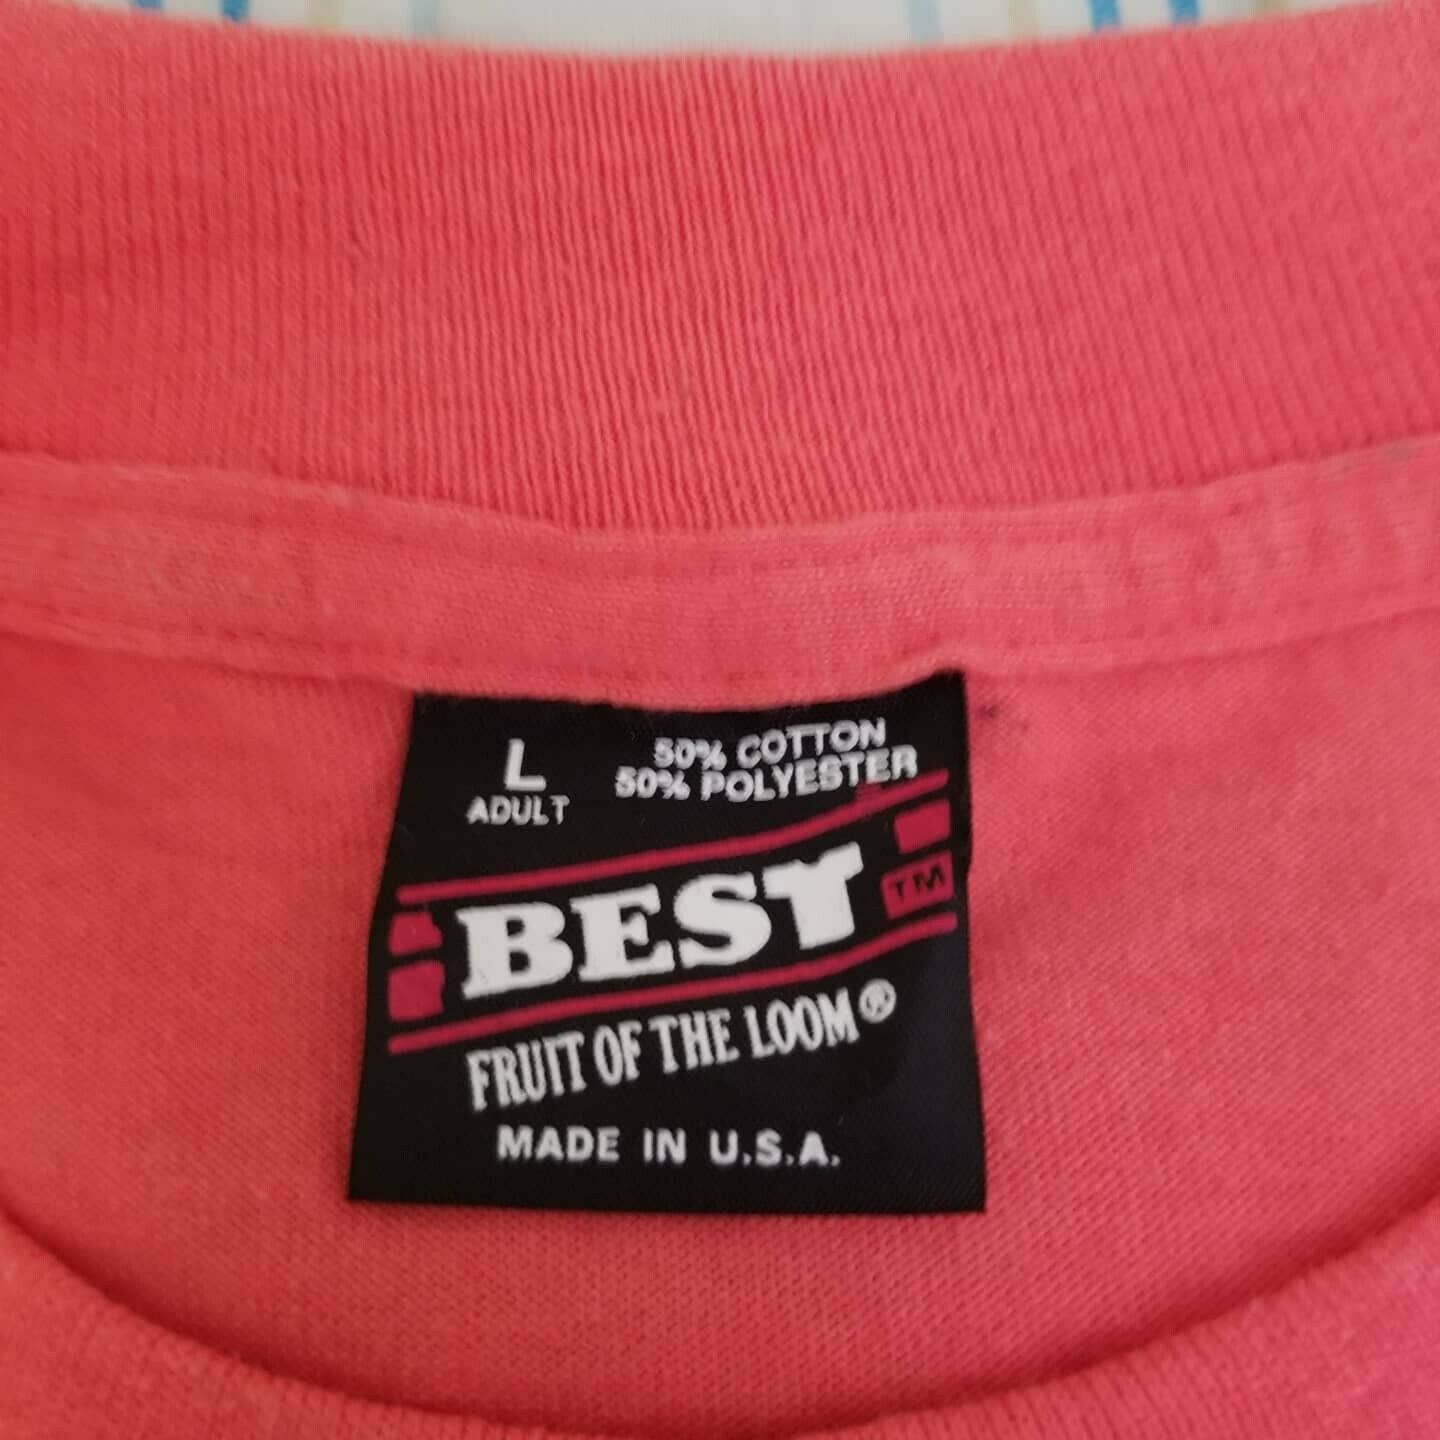 L
ADULT
50% COTTON
50% POLYESTER
BEST TM
FRUIT OF THE LOOM®
MADE IN U.S.A.